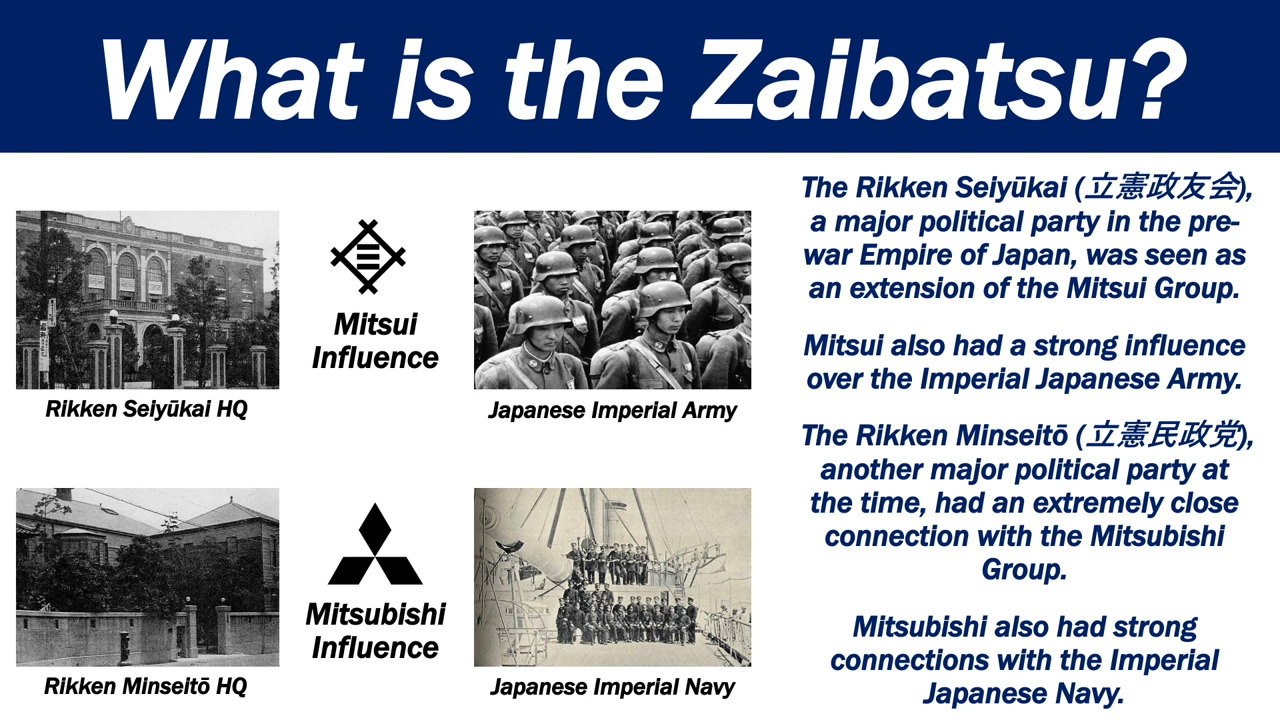 What is the Zaibatsu?
Rikken Seiyūkai HQ
Mitsui
Influence
Japanese Imperial Army
Rikken Minseitō HQ
Mitsubishi
Influence
Japanese Imperial Navy
The Rikken Seiyūkai (立憲政友会),
a major political party in the pre-
war Empire of Japan, was seen as
an extension of the Mitsui Group.
Mitsui also had a strong influence
over the Imperial Japanese Army.
The Rikken Minseitō (立憲民政党),
another major political party at
the time, had an extremely close
connection with the Mitsubishi
Group.
Mitsubishi also had strong
connections with the Imperial
Japanese Navy.